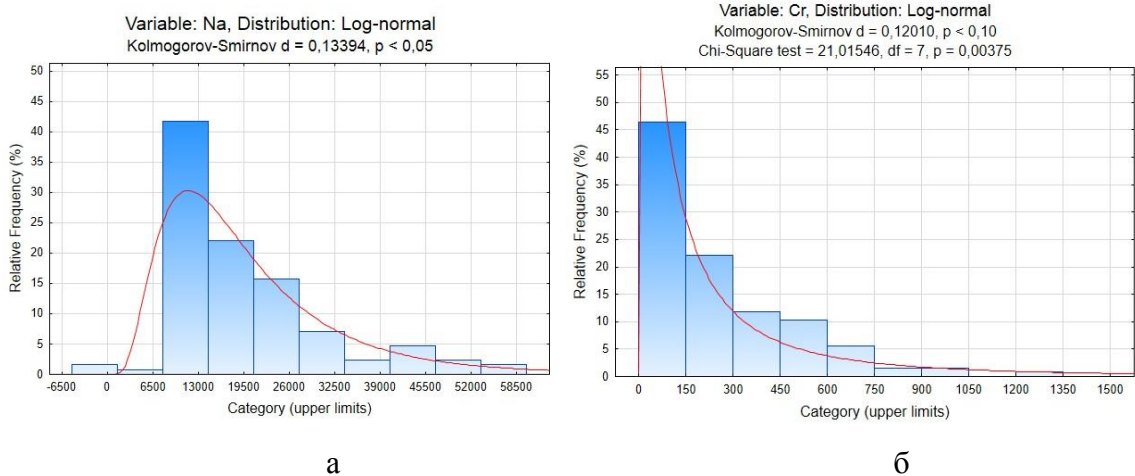 Variable: Na, Distribution: Log-normal
Kolmogorov-Smirnov d = 0,13394, p < 0,05
50
45
40
35
30
25
20
15
10
5
0
Relative Frequency (%)
-6500 0 6500 13000 19500 26000 32500 39000 45500 52000 58500
Category (upper limits)
а
Variable: Cr, Distribution: Log-normal
Kolmogorov-Smirnov d = 0,12010, p < 0,10
Chi-Square test = 21,01546, df = 7, p = 0,00375
55
50
45
40
35
30
25
20
15
10
5
0
Relative Frequency (%)
0 150 300 450 600 750 900 1050 1200 1350 1500
Category (upper limits)
б